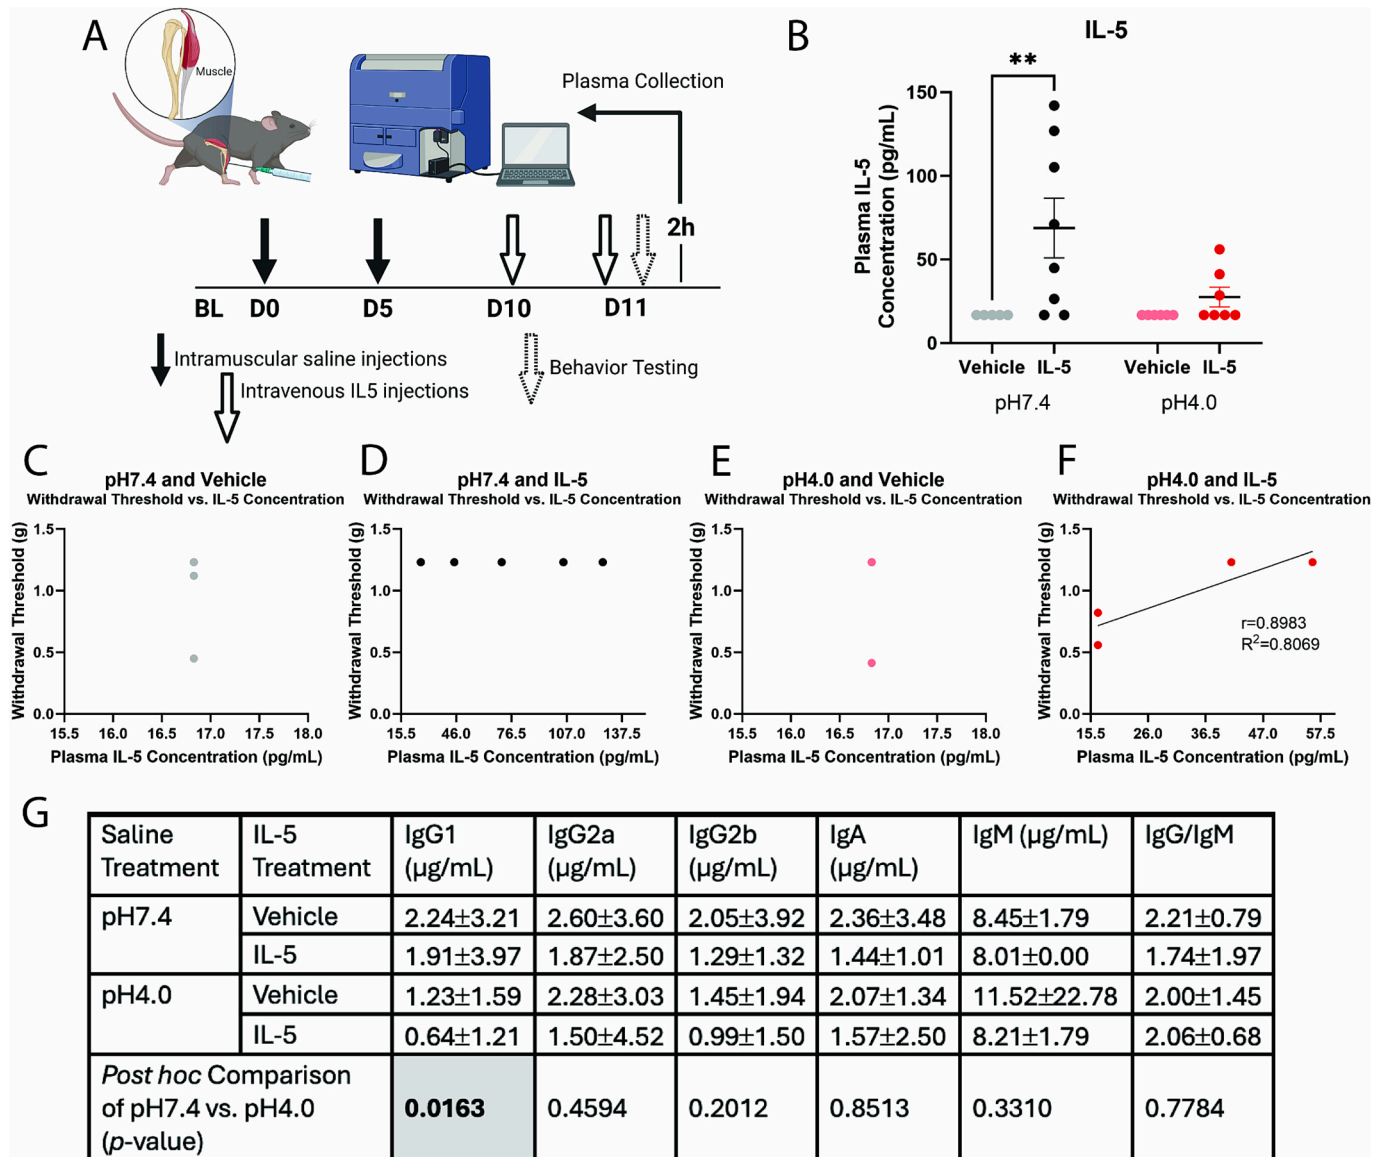 A
Muscle
Plasma Collection
2h
BL D0 D5 D10 D11
Intramuscular saline injections
Intravenous IL5 injections
Behavior Testing
B
IL-5
**
Plasma IL-5
Concentration (pg/mL)
150
100
50
0
Vehicle IL-5 Vehicle IL-5
pH7.4 pH4.0
C
pH7.4 and Vehicle
Withdrawal Threshold vs. IL-5 Concentration
Withdrawal Threshold (g)
1.5
1.0
0.5
0.0
15.5 16.0 16.5 17.0 17.5 18.0
Plasma IL-5 Concentration (pg/mL)
D
pH7.4 and IL-5
Withdrawal Threshold vs. IL-5 Concentration
Withdrawal Threshold (g)
1.5
1.0
0.5
0.0
15.5 46.0 76.5 107.0 137.5
Plasma IL-5 Concentration (pg/mL)
E
pH4.0 and Vehicle
Withdrawal Threshold vs. IL-5 Concentration
Withdrawal Threshold (g)
1.5
1.0
0.5
0.0
15.5 16.0 16.5 17.0 17.5 18.0
Plasma IL-5 Concentration (pg/mL)
F
pH4.0 and IL-5
Withdrawal Threshold vs. IL-5 Concentration
Withdrawal Threshold (g)
1.5
1.0
0.5
0.0
r=0.8983
R²=0.8069
15.5 26.0 36.5 47.0 57.5
Plasma IL-5 Concentration (pg/mL)
G
Saline IL-5 IgG1 IgG2a IgG2b IgA IgM (µg/mL) IgG/IgM
Treatment Treatment (µg/mL) (µg/mL) (µg/mL) (µg/mL)
pH7.4 Vehicle 2.24±3.21 2.60±3.60 2.05±3.92 2.36±3.48 8.45±1.79 2.21±0.79
IL-5 1.91±3.97 1.87±2.50 1.29±1.32 1.44±1.01 8.01±0.00 1.74±1.97
pH4.0 Vehicle 1.23±1.59 2.28±3.03 1.45±1.94 2.07±1.34 11.52±22.78 2.00±1.45
IL-5 0.64±1.21 1.50±4.52 0.99±1.50 1.57±2.50 8.21±1.79 2.06±0.68
Post hoc Comparison
of pH7.4 vs. pH4.0 0.0163 0.4594 0.2012 0.8513 0.3310 0.7784
(p-value)